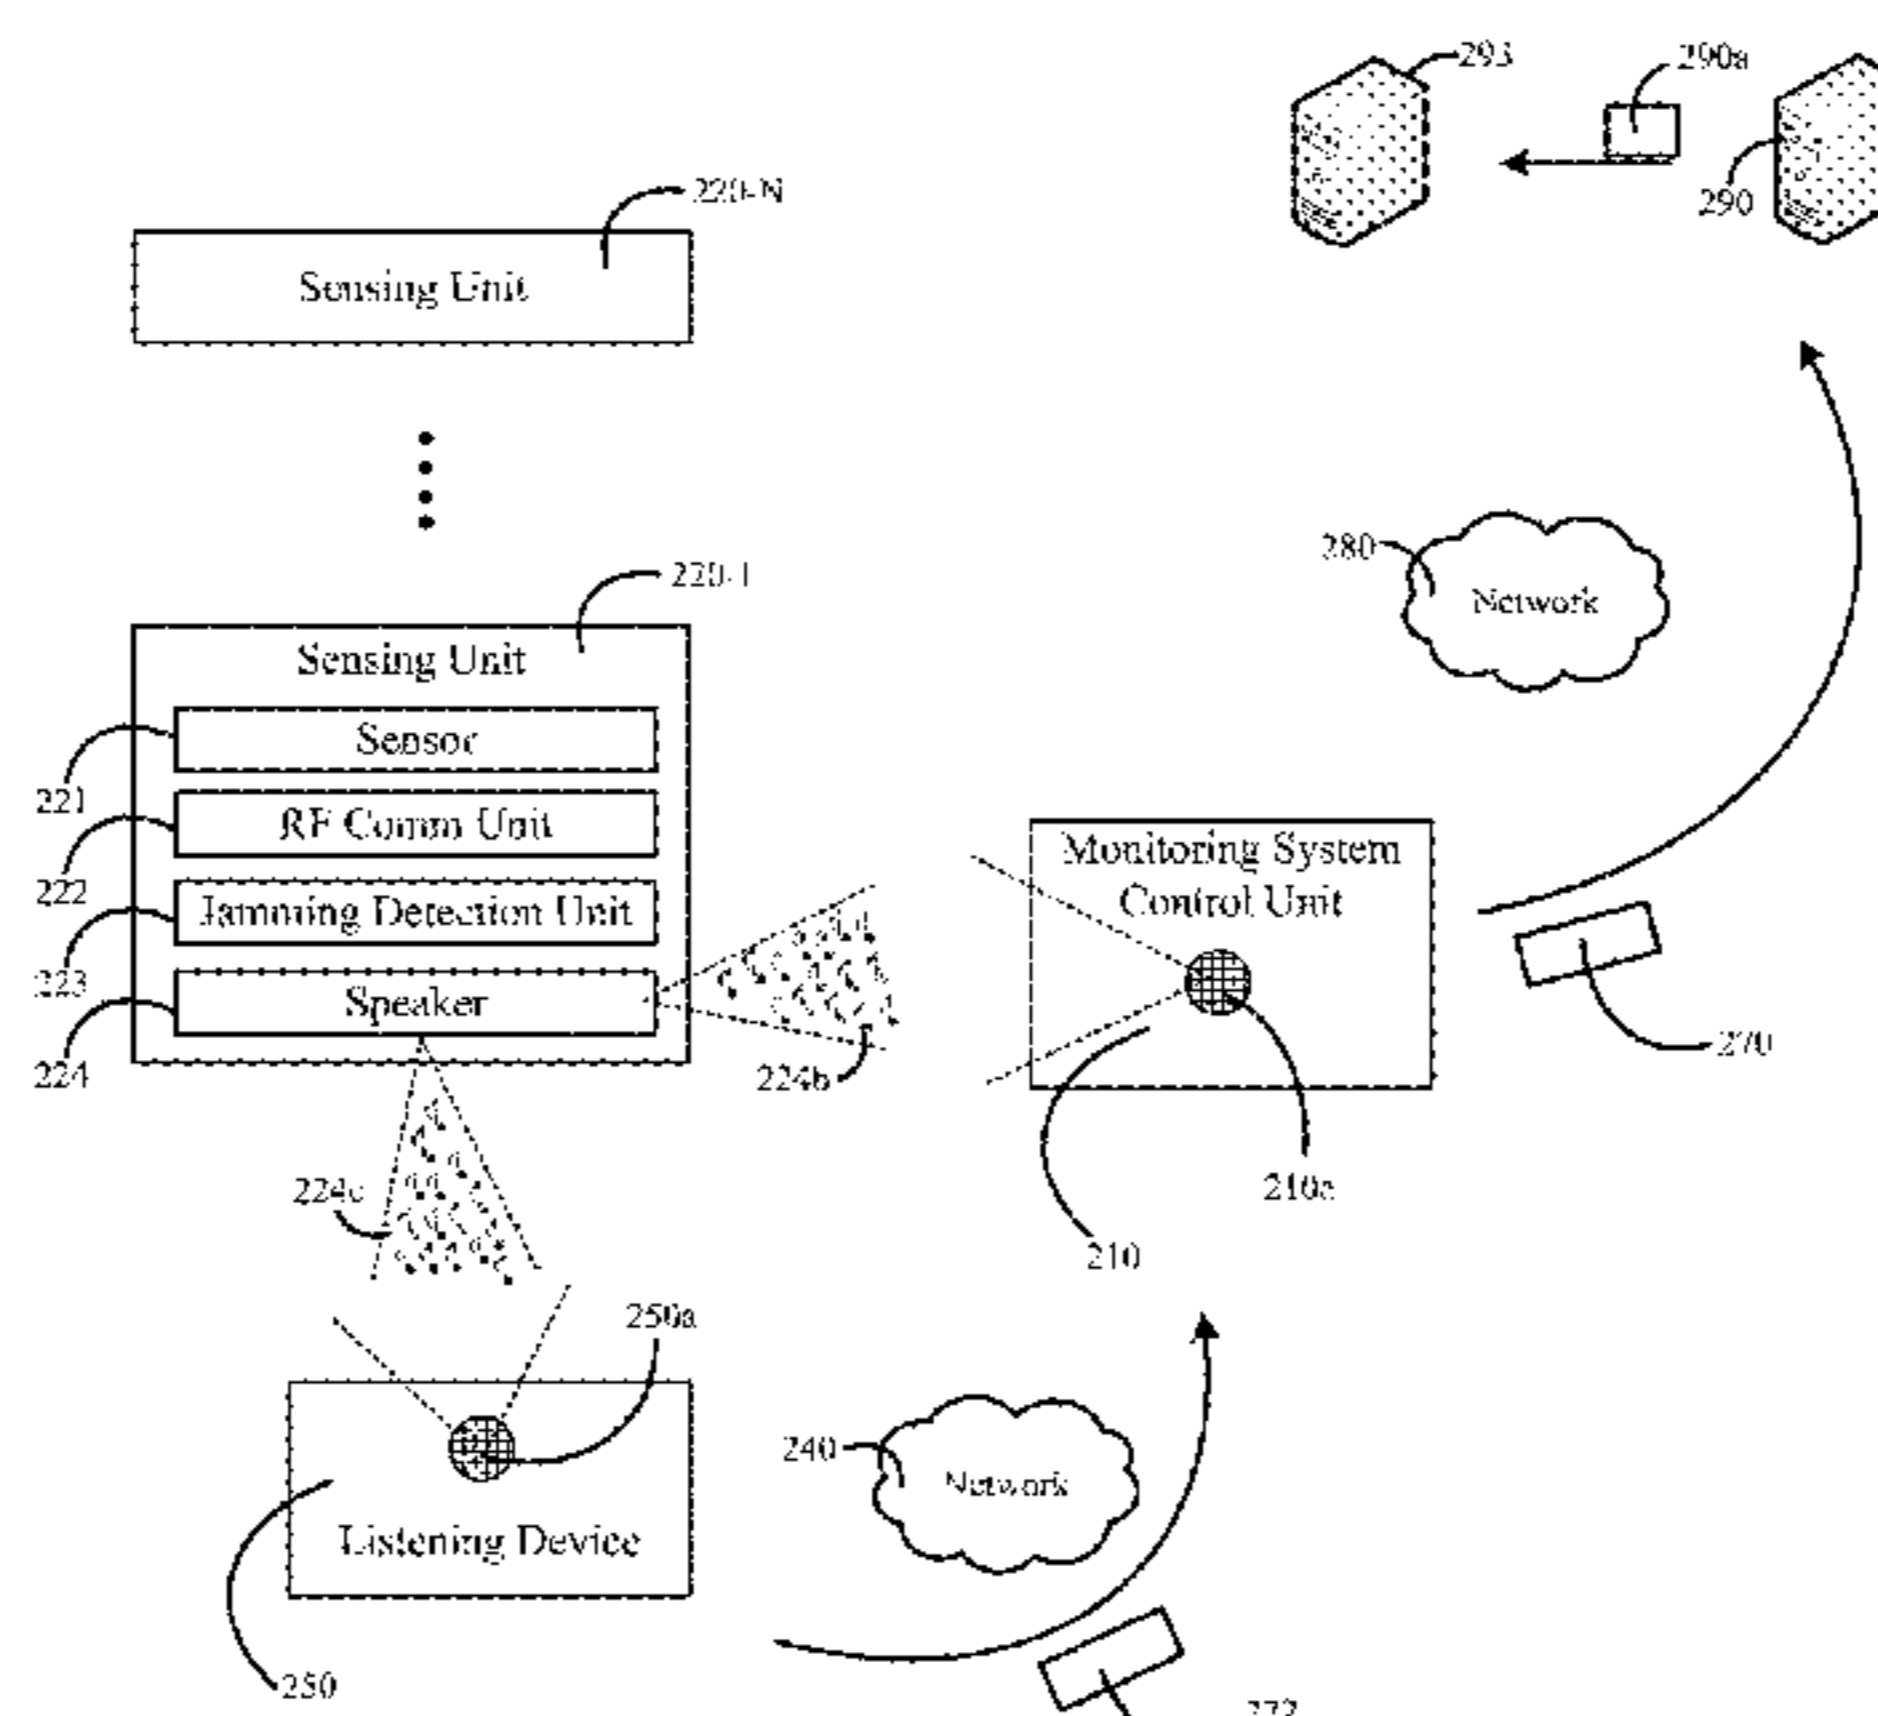 293
290a
290
220-N
Sensing Unit
280
Network
220-1
Sensing Unit
Sensor
221
RF Comm Unit
222
Jamming Detection Unit
223
Speaker
224
Monitoring System
Control Unit
270
224b
224c
210a
210
250a
240
Network
Listening Device
250